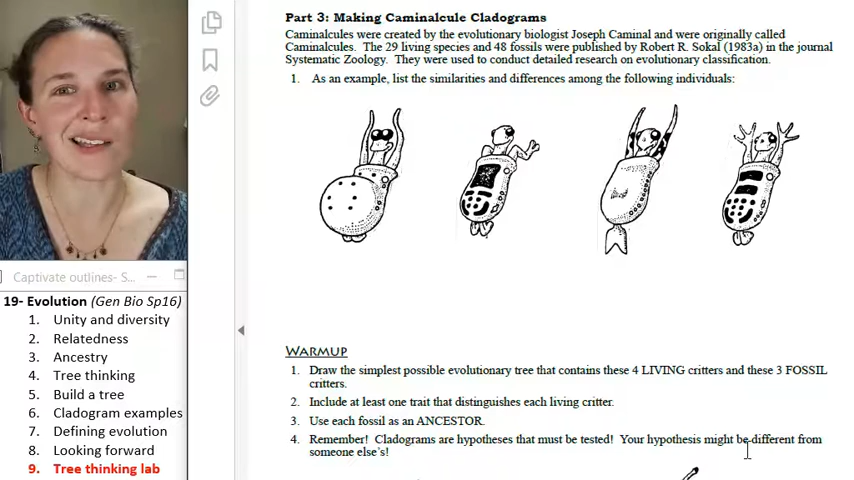 Part 3: Making Caminalcule Cladograms
Caminalcules were created by the evolutionary biologist Joseph Caminal and were originally called
Caminalcules. The 29 living species and 48 fossils were published by Robert R. Sokal (1983a) in the journal
Systematic Zoology. They were used to conduct detailed research on evolutionary classification.
1. As an example, list the similarities and differences among the following individuals:
WARMUP
1. Draw the simplest possible evolutionary tree that contains these 4 LIVING critters and these 3 FOSSIL
critters.
2. Include at least one trait that distinguishes each living critter.
3. Use each fossil as an ANCESTOR.
4. Remember! Cladograms are hypotheses that must be tested! Your hypothesis might be different from
someone else's!
Captivate outlines- S...
19- Evolution (Gen Bio Sp16)
1. Unity and diversity
2. Relatedness
3. Ancestry
4. Tree thinking
5. Build a tree
6. Cladogram examples
7. Defining evolution
8. Looking forward
9. Tree thinking lab